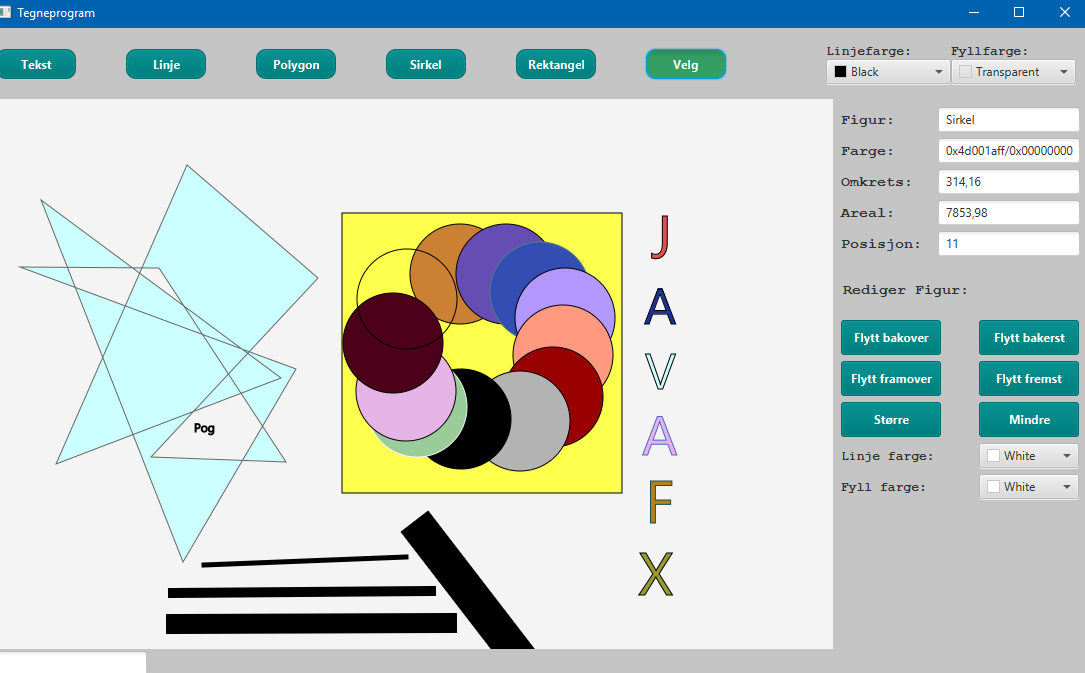 Tegneprogram
Tekst Linje Polygon Sirkel Rektangel Velg
Linjefarge: Fyllfarge:
Black Transparent
Figur: Sirkel
Farge: 0x4d001aff/0x00000000
Omkrets: 314,16
Areal: 7853,98
Posisjon: 11
Rediger Figur:
Flytt bakover Flytt bakerst
Flytt framover Flytt fremst
Større Mindre
Linje farge: White
Fyll farge: White
J
A
V
A
F
X
Pog